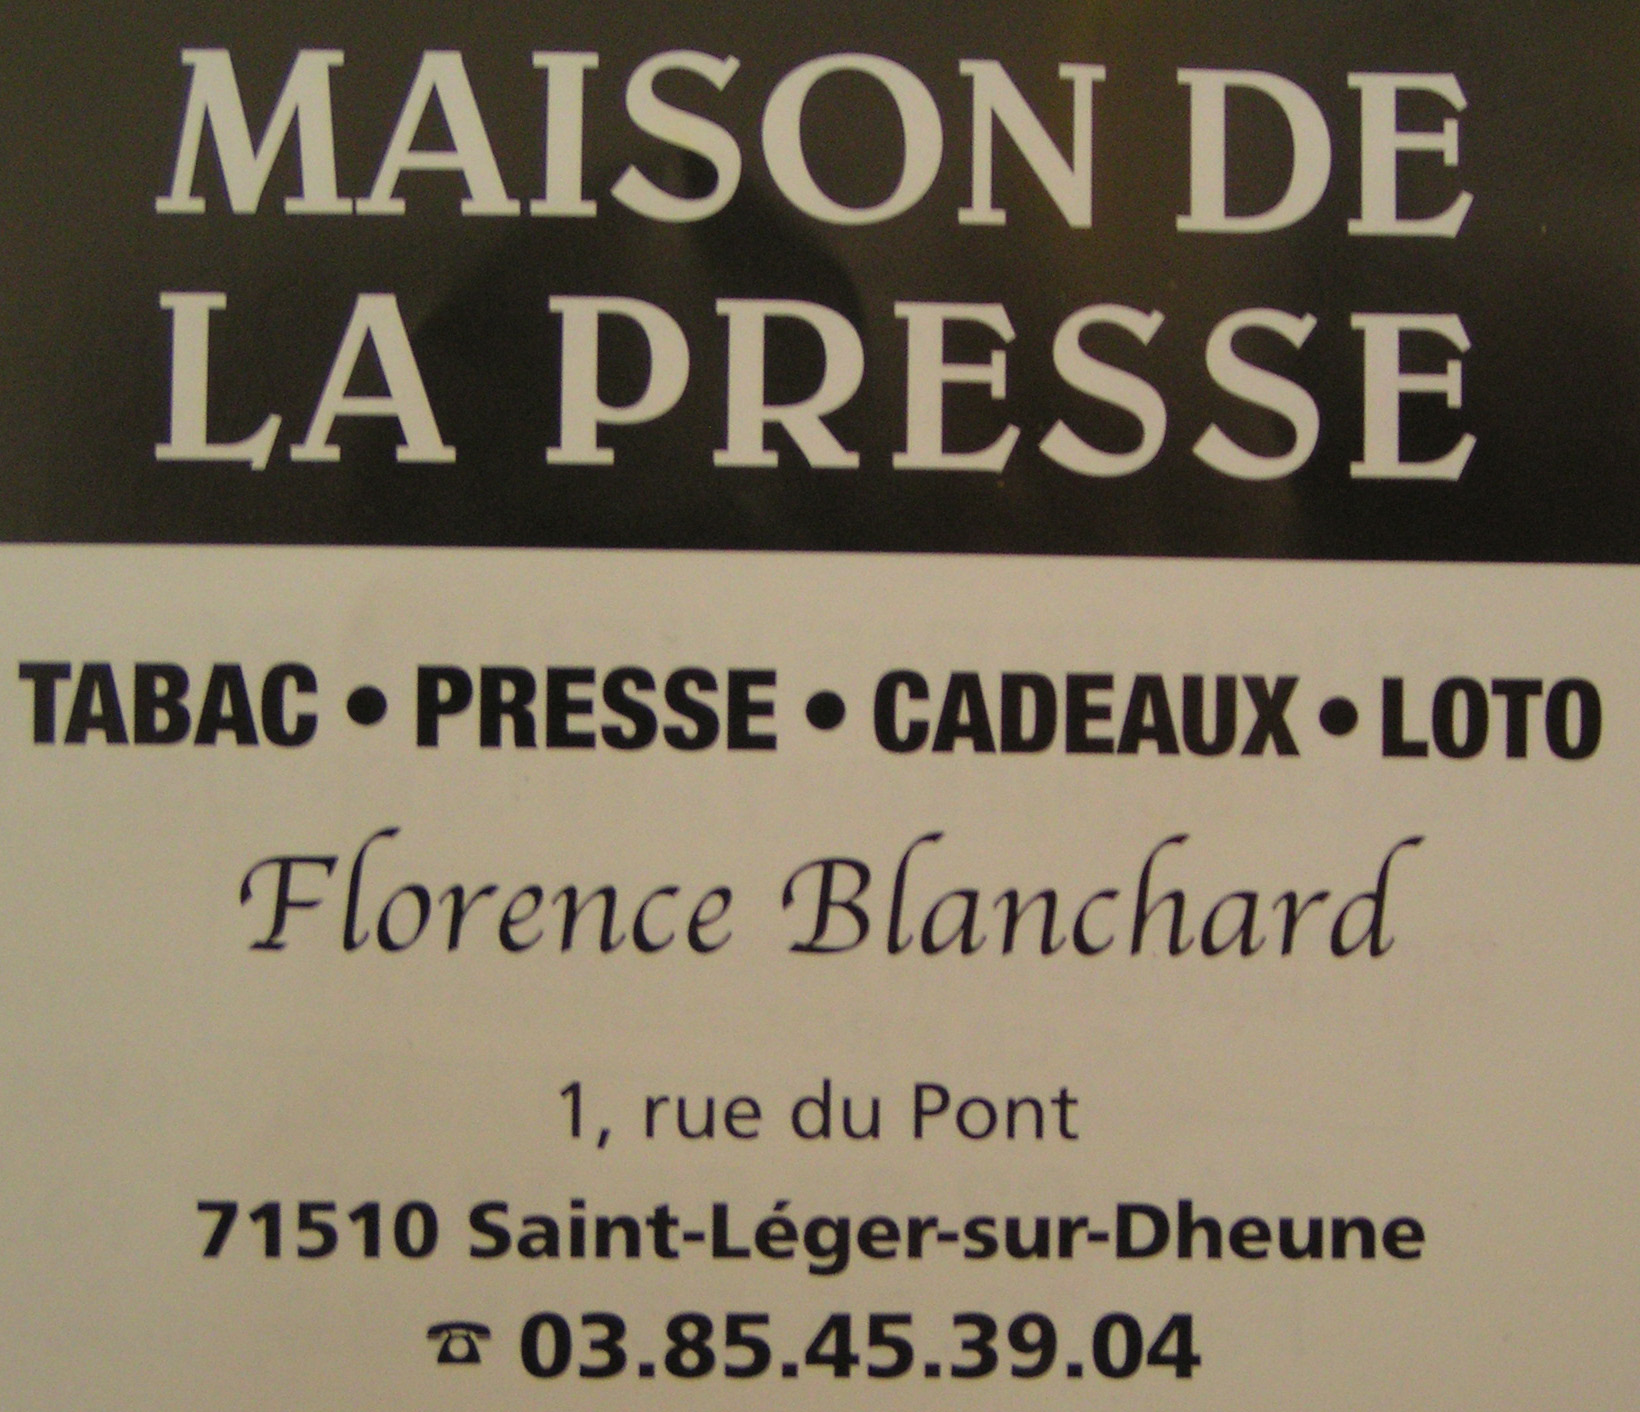 MAISON DE
LA PRESSE
TABAC • PRESSE • CADEAUX • LOTO
Florence Blanchard
1, rue du Pont
71510 Saint-Léger-sur-Dheune
☎ 03.85.45.39.04